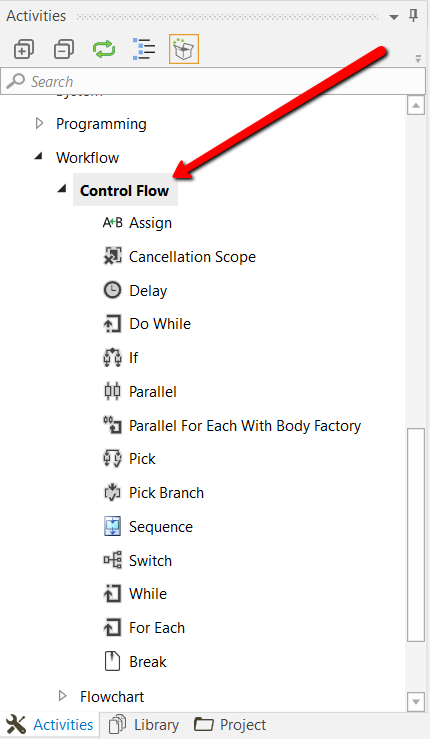 Activities
Search
System
Programming
Workflow
Control Flow
A+B Assign
Cancellation Scope
Delay
Do While
If
Parallel
Parallel For Each With Body Factory
Pick
Pick Branch
Sequence
Switch
While
For Each
Break
Flowchart
Activities Library Project